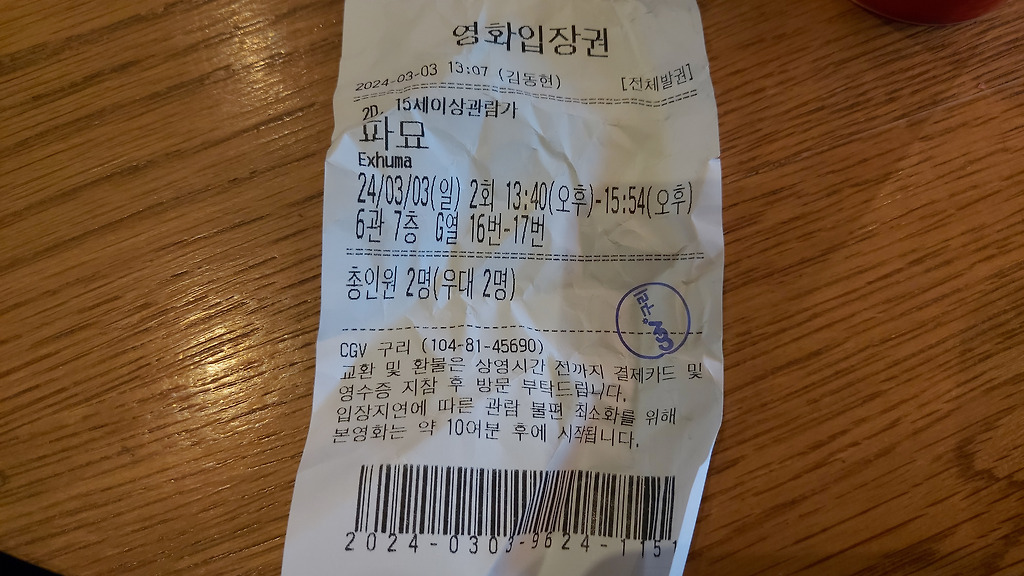 영화입장권
2024-03-03 13:07 (김동현) [전체발권]
2D 15세이상관람가
파묘
Exhuma
24/03/03(일) 2회 13:40(오후)-15:54(오후)
6관 7층 G열 16번-17번
총인원 2명(우대 2명)
CGV 구리 (104-81-45690)
교환 및 환불은 상영시간 전까지 결제카드 및
영수증 지참 후 방문 부탁드립니다.
입장지연에 따른 관람 불편 최소화를 위해
본영화는 약 10여분 후에 시작됩니다.
2024-0303-9624-1151